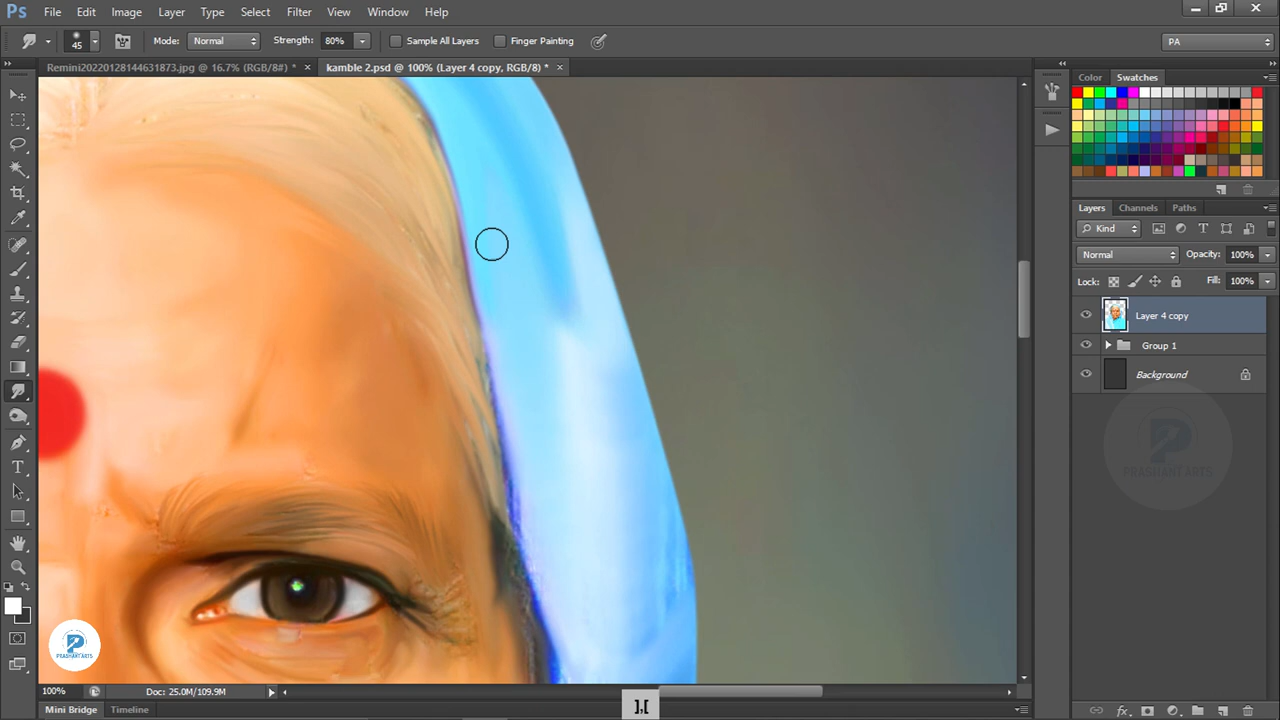 Ps File Edit Image Layer Type Select Filter View Window Help
45 Mode: Normal Strength: 80% Sample All Layers Finger Painting PA
Remini20220128144631873.jpg @ 16.7% (RGB/8#) * × kamble 2.psd @ 100% (Layer 4 copy, RGB/8) * ×
Color Swatches
Layers Channels Paths
Kind
Normal Opacity: 100%
Lock: Fill: 100%
Layer 4 copy
Group 1
Background
PRASHANT ARTS
PRASHANT ARTS
100% Doc: 25.0M/109.9M
],[
Mini Bridge Timeline
fx